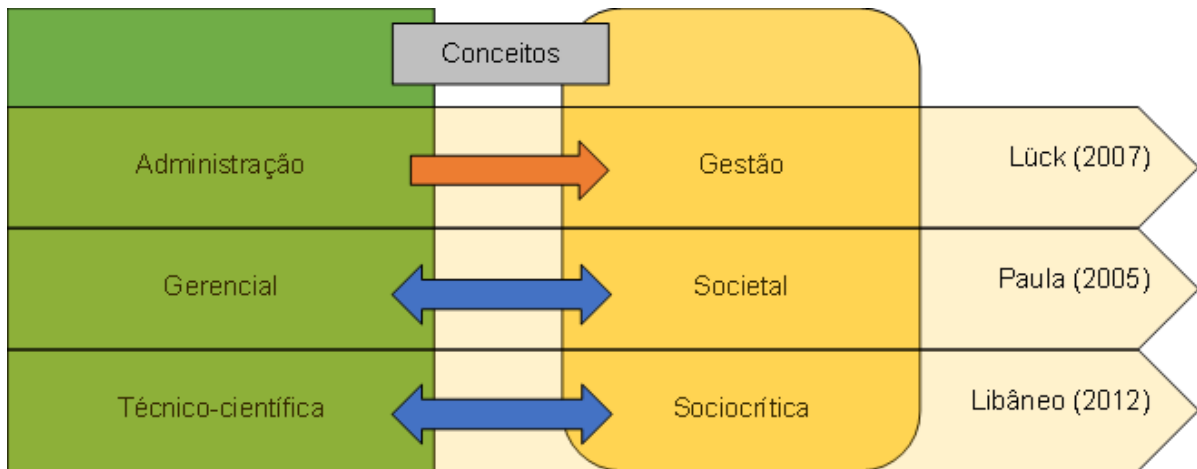 Conceitos
Administração
Gestão
Lück (2007)
Gerencial
Societal
Paula (2005)
Técnico-científica
Sociocrítica
Libâneo (2012)